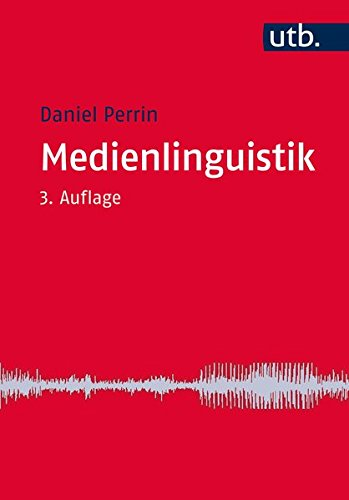 utb.
Daniel Perrin
Medienlinguistik
3. Auflage